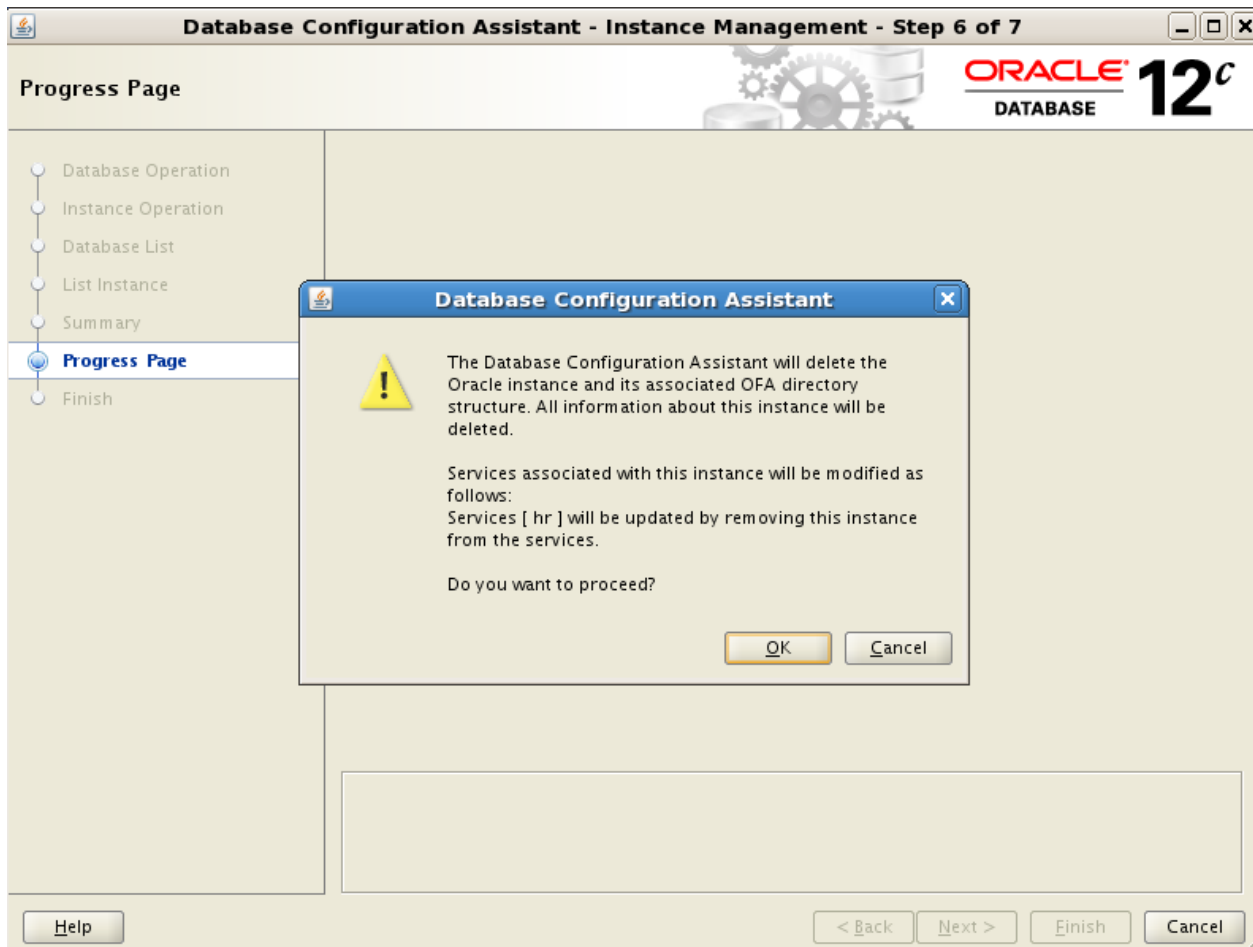 Database Configuration Assistant - Instance Management - Step 6 of 7
Progress Page
ORACLE
DATABASE
12c
Database Operation
Instance Operation
Database List
List Instance
Summary
Progress Page
Finish
Database Configuration Assistant
The Database Configuration Assistant will delete the
Oracle instance and its associated OFA directory
structure. All information about this instance will be
deleted.
Services associated with this instance will be modified as
follows:
Services [ hr ] will be updated by removing this instance
from the services.
Do you want to proceed?
OK
Cancel
Help
< Back
Next >
Finish
Cancel